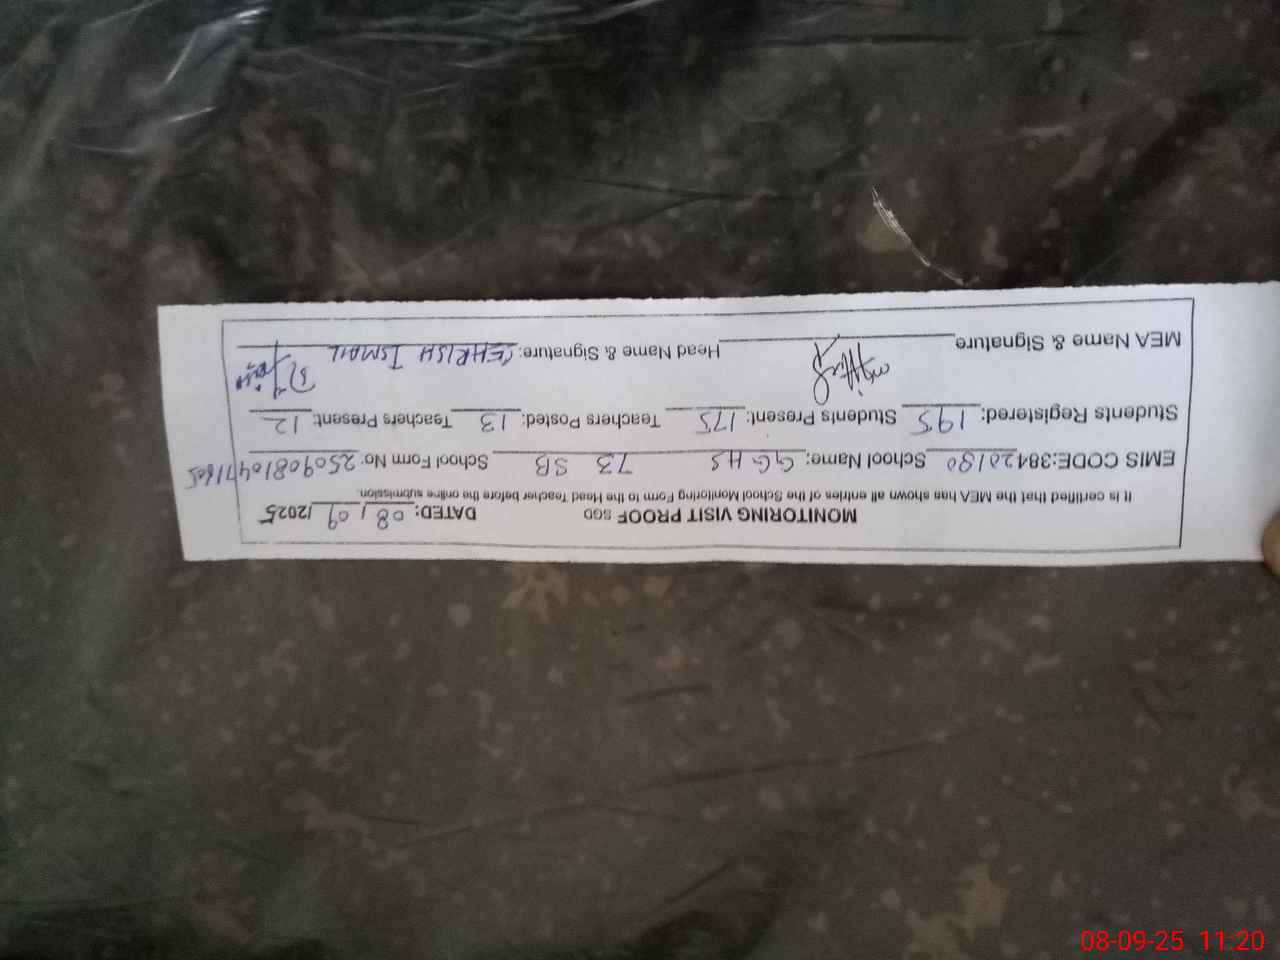 MONITORING VISIT PROOF SGD DATED: 08/09/2025
It is certified that the MEA has shown all entries of the School Monitoring Form to the Head Teacher before the online submission.
EMIS CODE:38420180 School Name: GGHS 73 SB School Form No: 25090810471605
Students Registered: 195 Students Present: 175 Teachers Posted: 13 Teachers Present: 12
MEA Name & Signature Head Name & Signature: SEHRISH ISMAIL
08-09-25 11:20